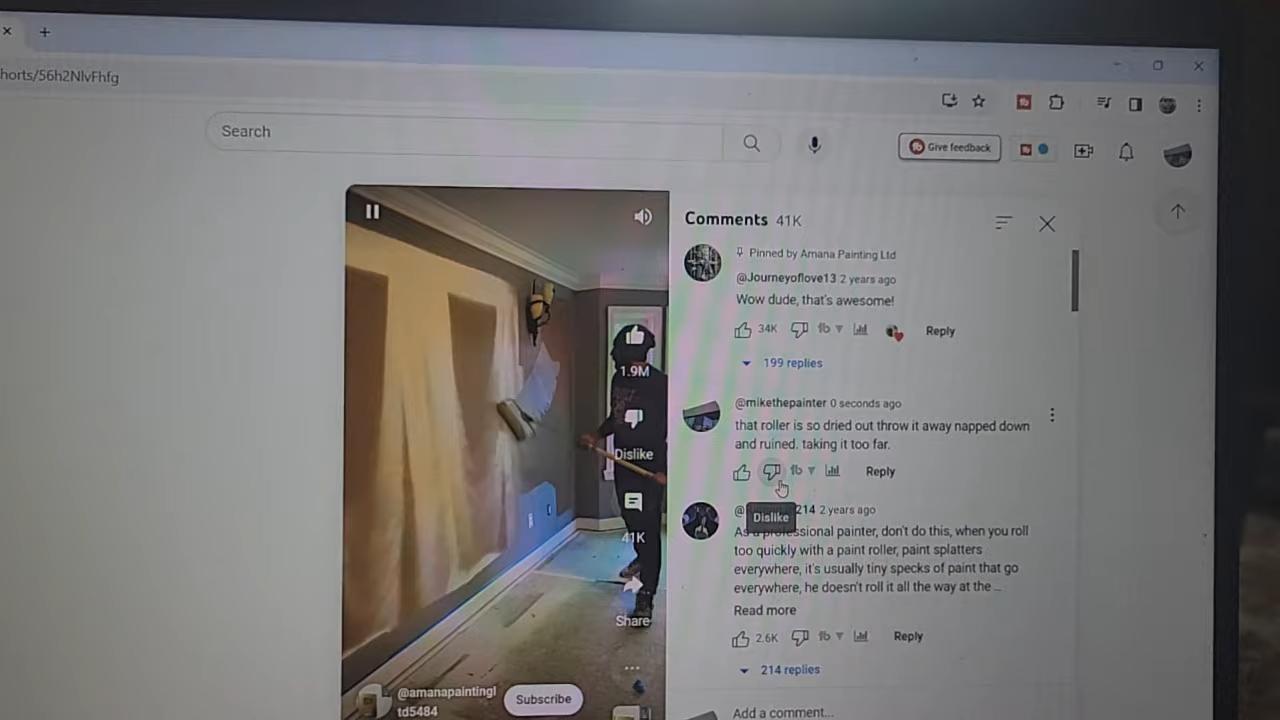 horts/56h2NlvFhfg
Search
Give feedback
Comments 41K
Pinned by Amana Painting Ltd
@Journeyoflove13 2 years ago
Wow dude, that's awesome!
34K
Reply
199 replies
@mikethepainter 0 seconds ago
that roller is so dried out throw it away napped down
and ruined. taking it too far.
Reply
Dislike
214 2 years ago
As a professional painter, don't do this, when you roll
too quickly with a paint roller, paint splatters
everywhere, it's usually tiny specks of paint that go
everywhere, he doesn't roll it all the way at the ...
Read more
2.6K
Reply
214 replies
Add a comment...
1.9M
Dislike
41K
Share
@amanapaintingl
td5484
Subscribe